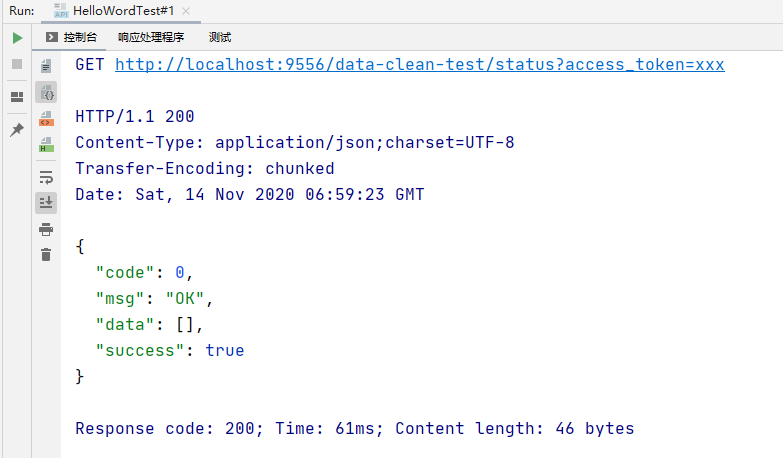 Run: HelloWordTest#1
控制台 响应处理程序 测试
GET http://localhost:9556/data-clean-test/status?access_token=xxx
HTTP/1.1 200
Content-Type: application/json;charset=UTF-8
Transfer-Encoding: chunked
Date: Sat, 14 Nov 2020 06:59:23 GMT
{
  "code": 0,
  "msg": "OK",
  "data": [],
  "success": true
}
Response code: 200; Time: 61ms; Content length: 46 bytes